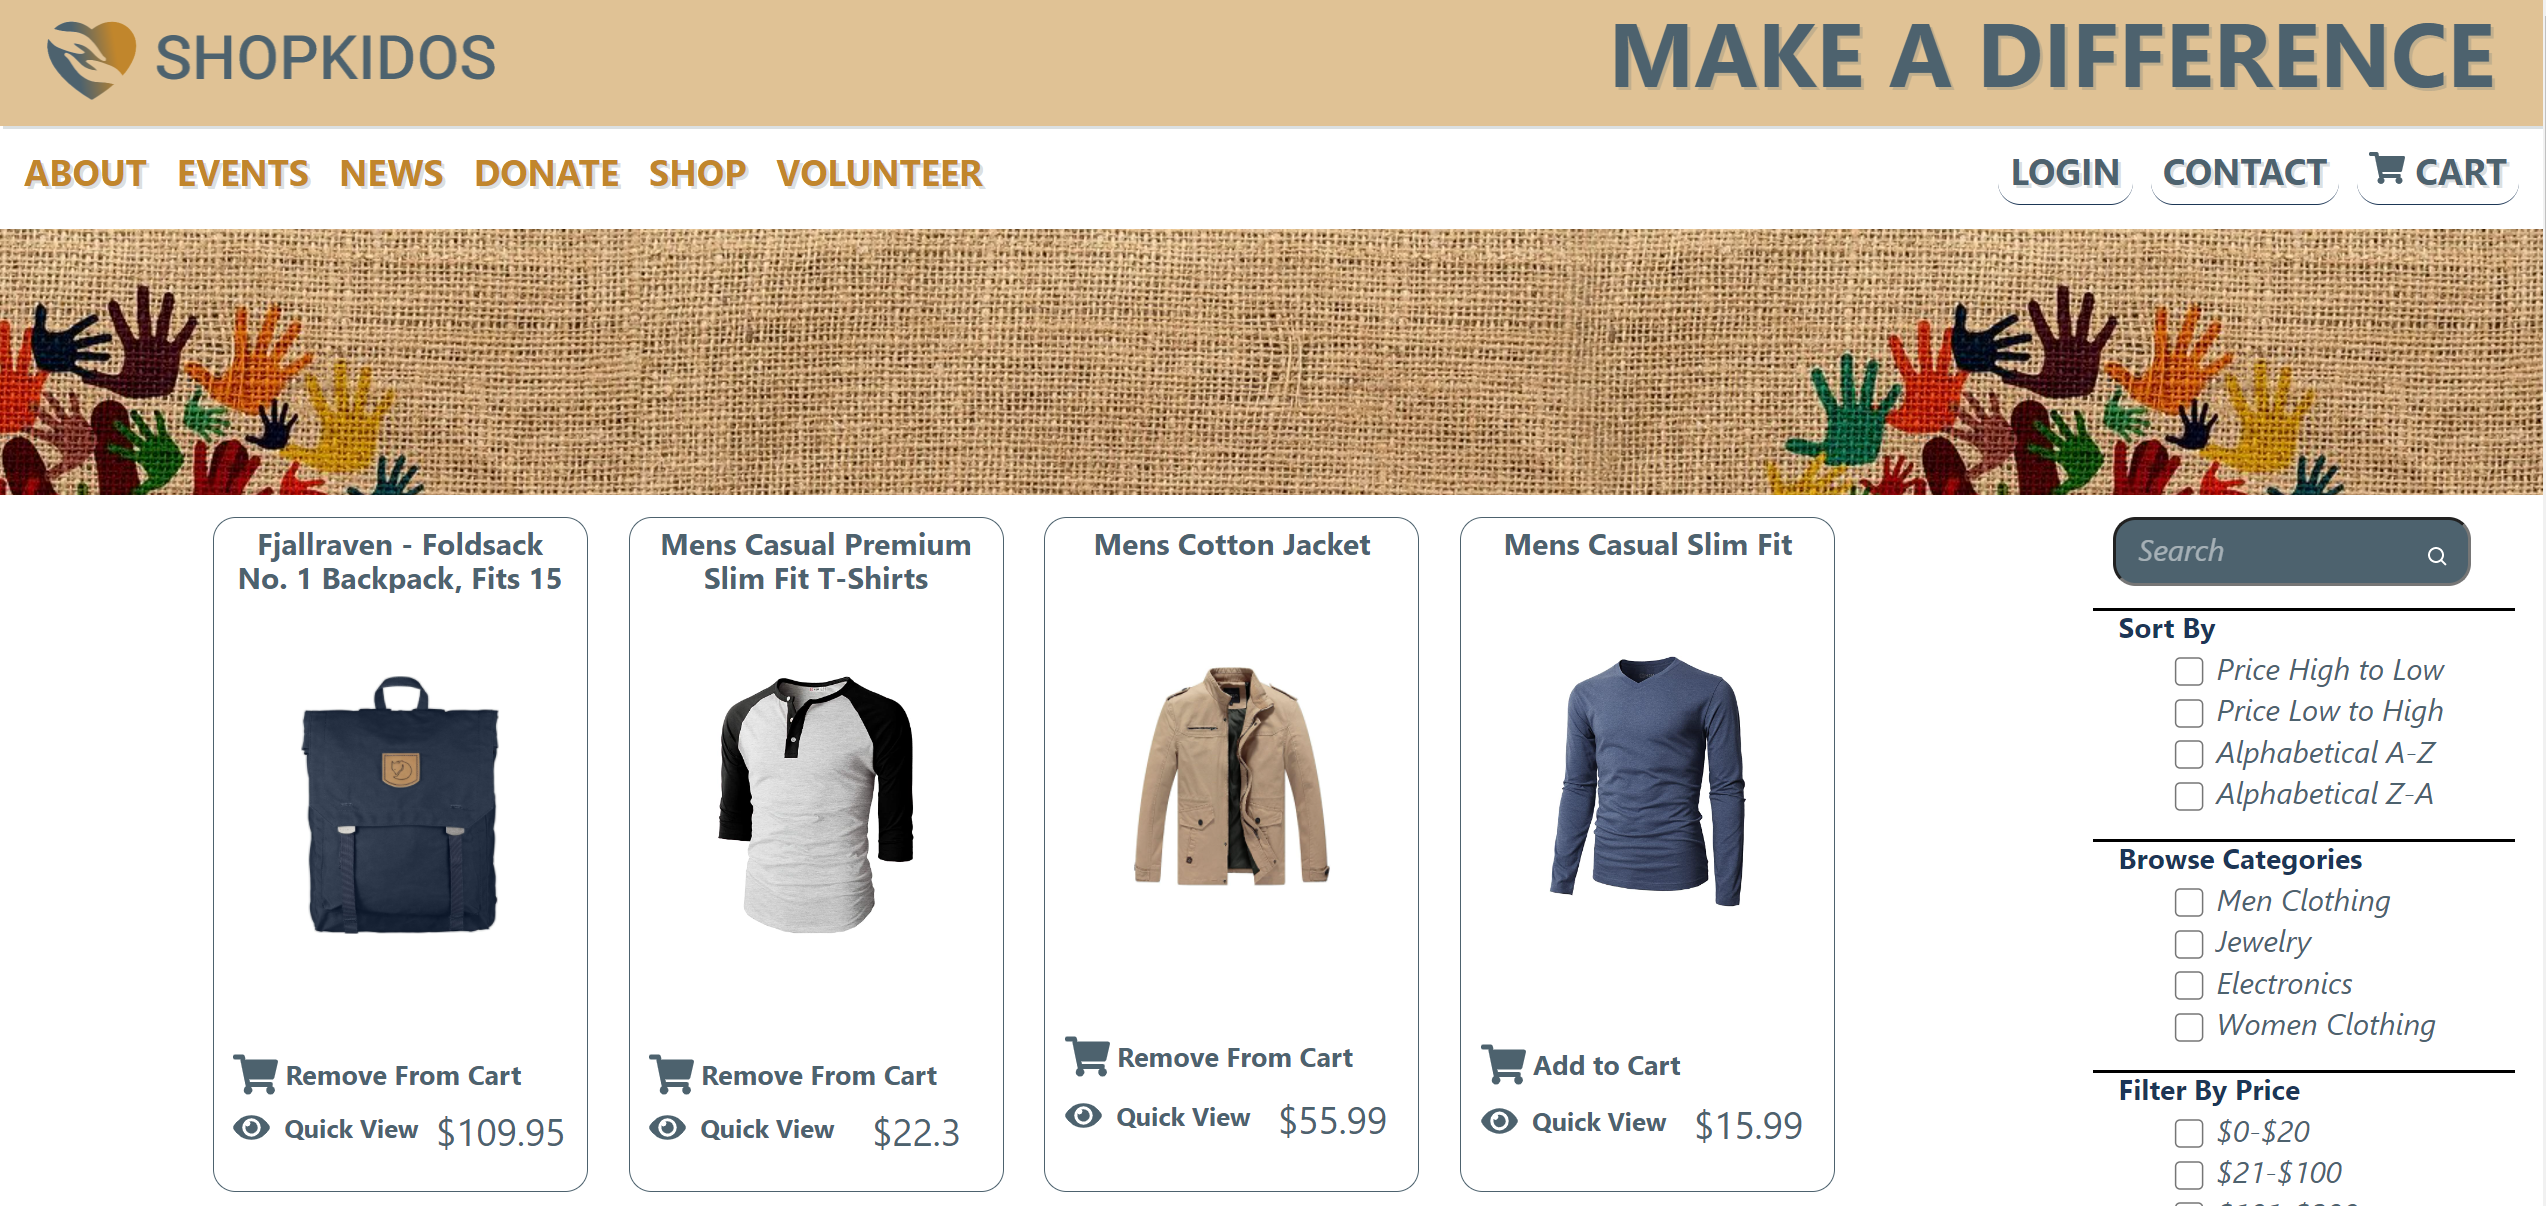 SHOPKIDOS
MAKE A DIFFERENCE
ABOUT EVENTS NEWS DONATE SHOP VOLUNTEER
LOGIN CONTACT CART
Fjallraven - Foldsack
No. 1 Backpack, Fits 15
Remove From Cart
Quick View $109.95
Mens Casual Premium
Slim Fit T-Shirts
Remove From Cart
Quick View $22.3
Mens Cotton Jacket
Remove From Cart
Quick View $55.99
Mens Casual Slim Fit
Add to Cart
Quick View $15.99
Search
Sort By
Price High to Low
Price Low to High
Alphabetical A-Z
Alphabetical Z-A
Browse Categories
Men Clothing
Jewelry
Electronics
Women Clothing
Filter By Price
$0-$20
$21-$100